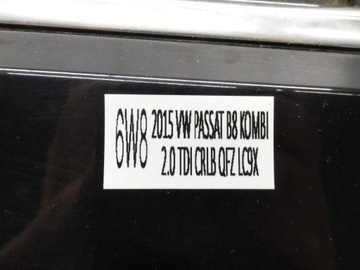 6W8
2015 VW PASSAT B8 KOMBI
2.0 TDI CRLB QFZ LC9X